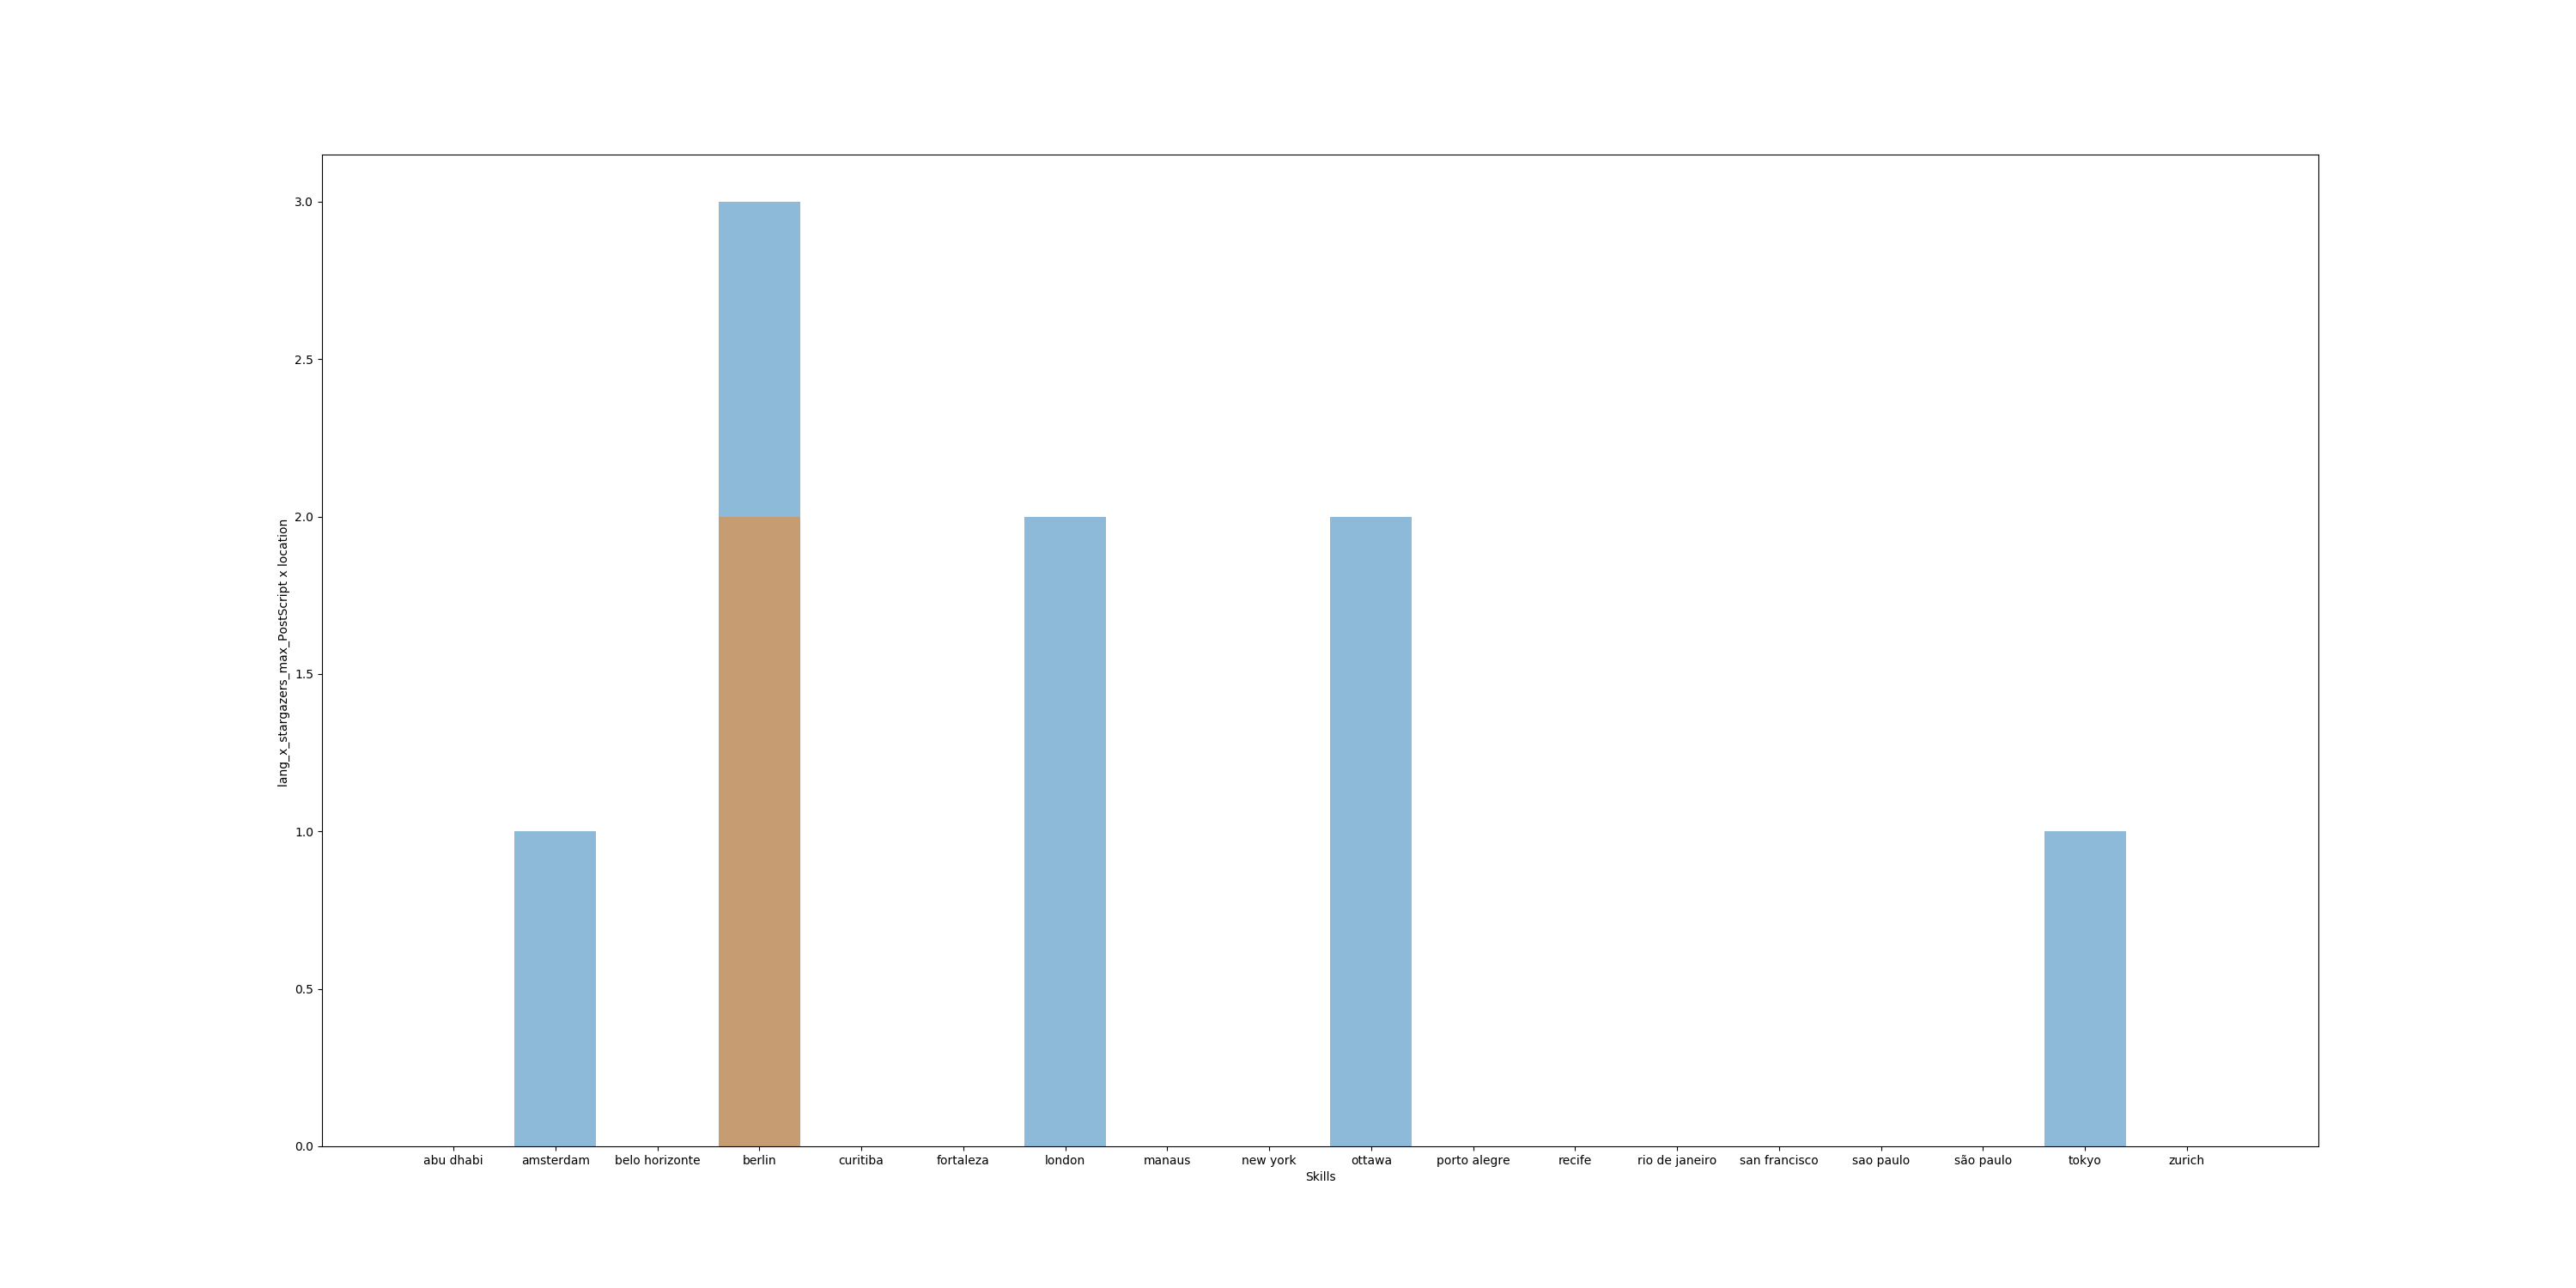 3.0
2.5
2.0
1.5
1.0
0.5
0.0
lang_x_stargazers_max_PostScript x location
abu dhabi amsterdam belo horizonte berlin curitiba fortaleza london manaus new york ottawa porto alegre recife rio de janeiro san francisco sao paulo são paulo tokyo zurich
Skills